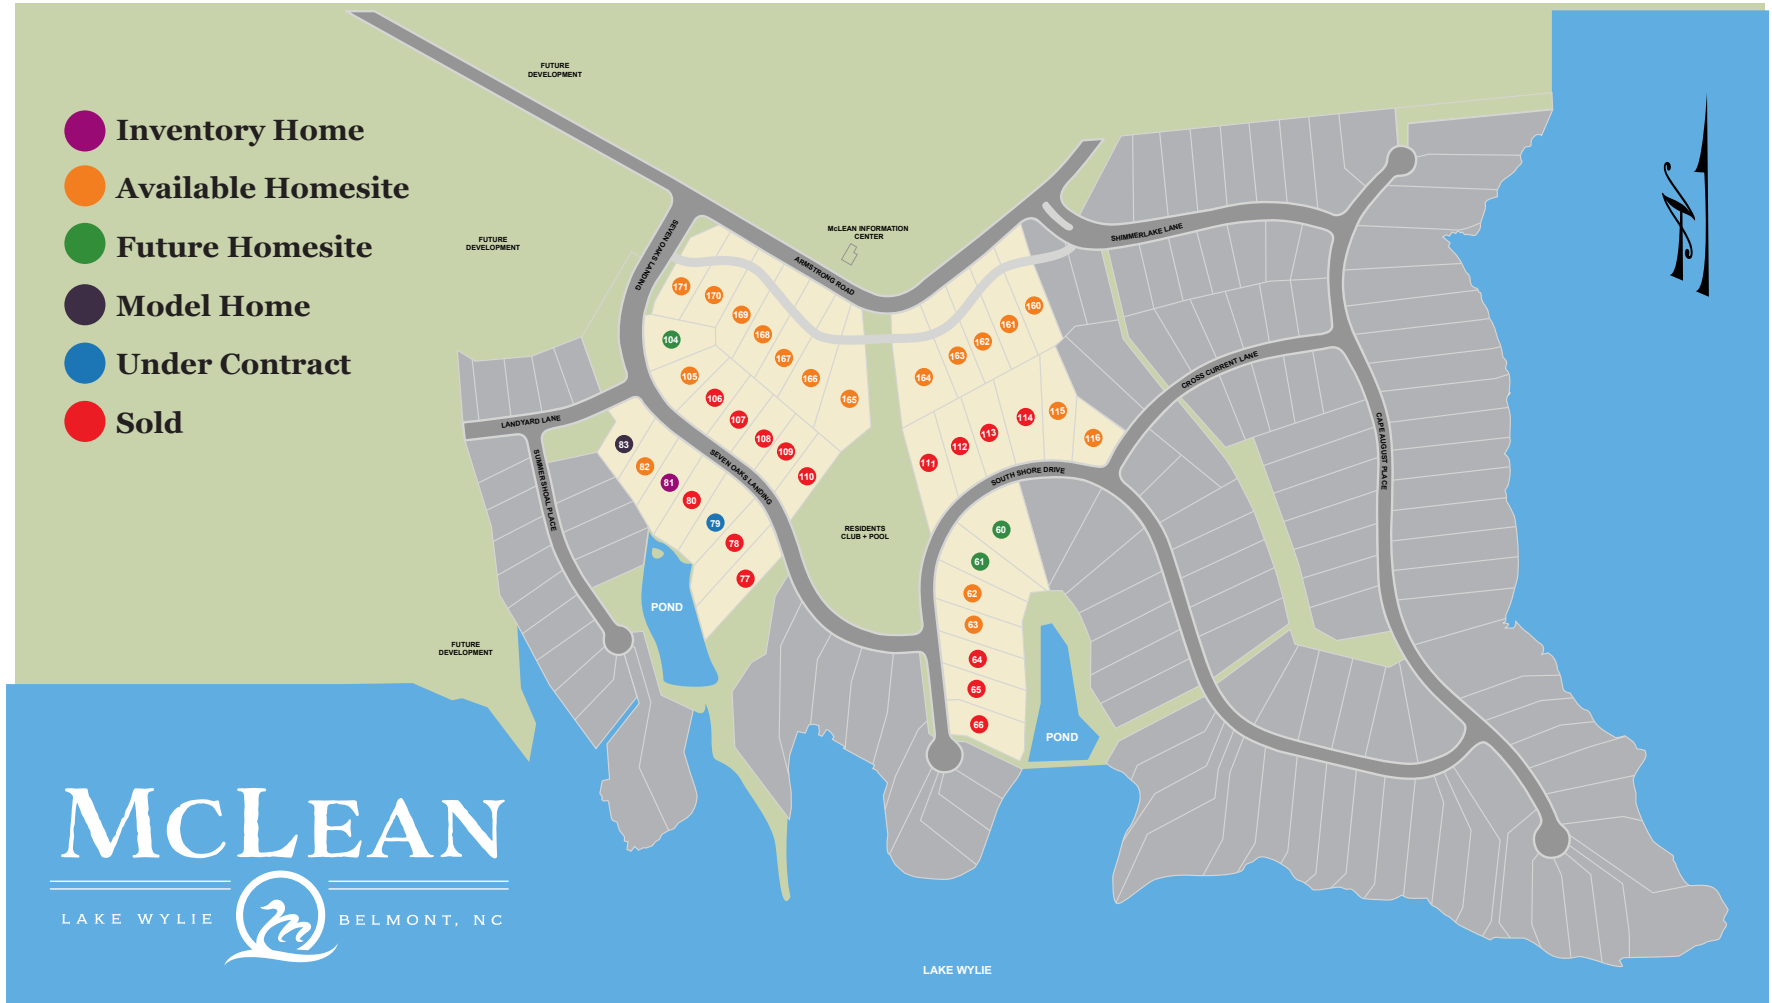 Inventory Home
Available Homesite
Future Homesite
Model Home
Under Contract
Sold
FUTURE
DEVELOPMENT
FUTURE
DEVELOPMENT
FUTURE
DEVELOPMENT
McLEAN INFORMATION
CENTER
SEVEN OAKS LANDING
ARMSTRONG ROAD
SHIMMERLAKE LANE
CROSS CURRENT LANE
CAPE AUGUST PLACE
LANDYARD LANE
SUMMER SHOAL PLACE
SEVEN OAKS LANDING
SOUTH SHORE DRIVE
RESIDENTS
CLUB + POOL
POND
POND
171
170
169
168
167
166
165
164
163
162
161
160
104
105
106
107
108
109
110
111
112
113
114
115
116
83
82
81
80
79
78
77
60
61
62
63
64
65
66
N
McLEAN
LAKE WYLIE
BELMONT, NC
LAKE WYLIE